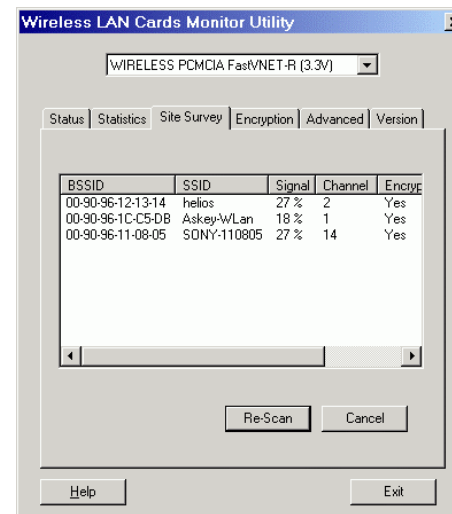 Wireless LAN Cards Monitor Utility
WIRELESS PCMCIA FastVNET-R (3.3V)
Status Statistics Site Survey Encryption Advanced Version
BSSID SSID Signal Channel Encryp
00-90-96-12-13-14 helios 27 % 2 Yes
00-90-96-1C-C5-DB Askey-WLan 18 % 1 Yes
00-90-96-11-08-05 SONY-110805 27 % 14 Yes
Re-Scan Cancel
Help Exit